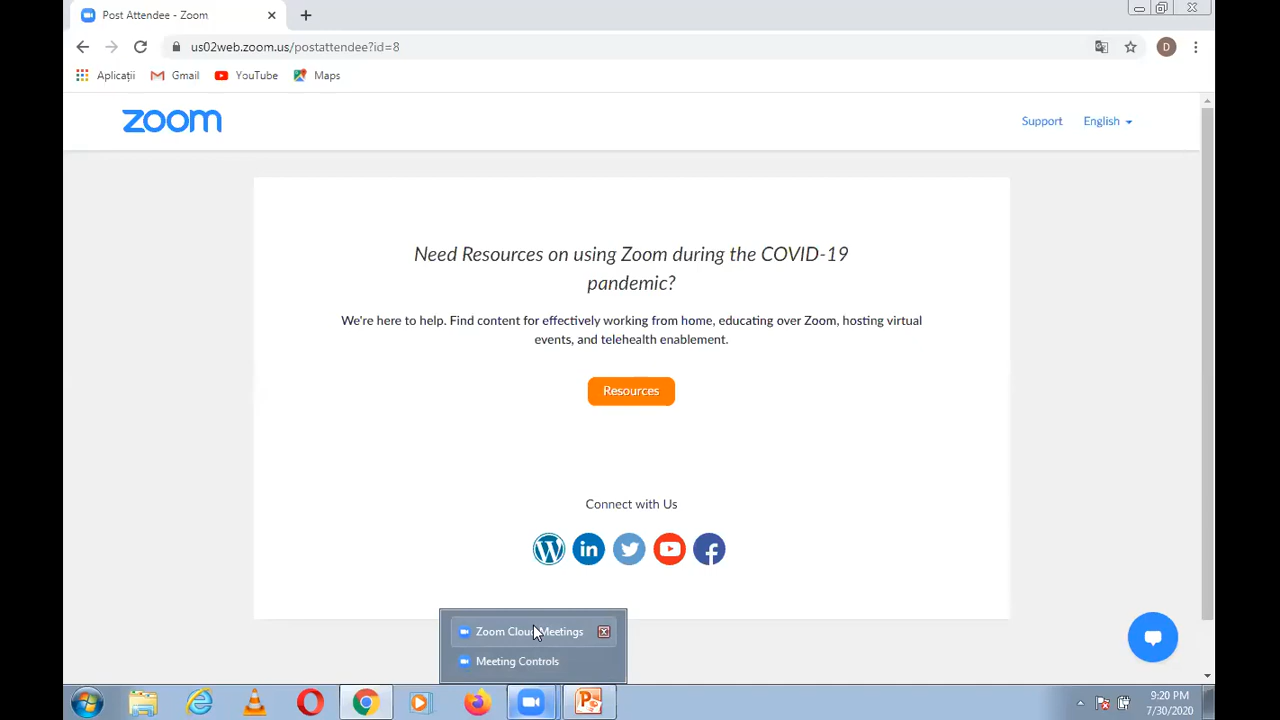 Post Attendee - Zoom
us02web.zoom.us/postattendee?id=8
D
Aplicații Gmail YouTube Maps
zoom
Support English
Need Resources on using Zoom during the COVID-19
pandemic?
We're here to help. Find content for effectively working from home, educating over Zoom, hosting virtual
events, and telehealth enablement.
Resources
Connect with Us
Zoom Cloud Meetings
Meeting Controls
9:20 PM
7/30/2020